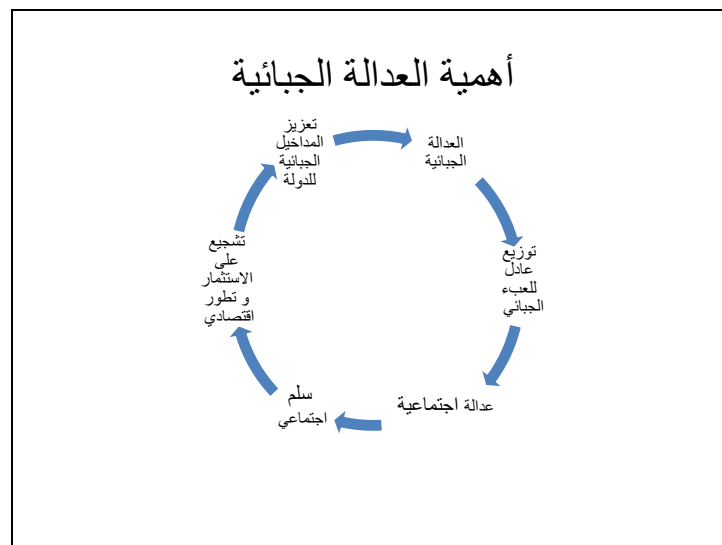 أهمية العدالة الجبائية
العدالة
الجبائية
توزيع
عادل
للعبء
الجبائي
عدالة اجتماعية
سلم
اجتماعي
تشجيع
على
الاستثمار
و تطور
اقتصادي
تعزيز
المداخيل
الجبائية
للدولة